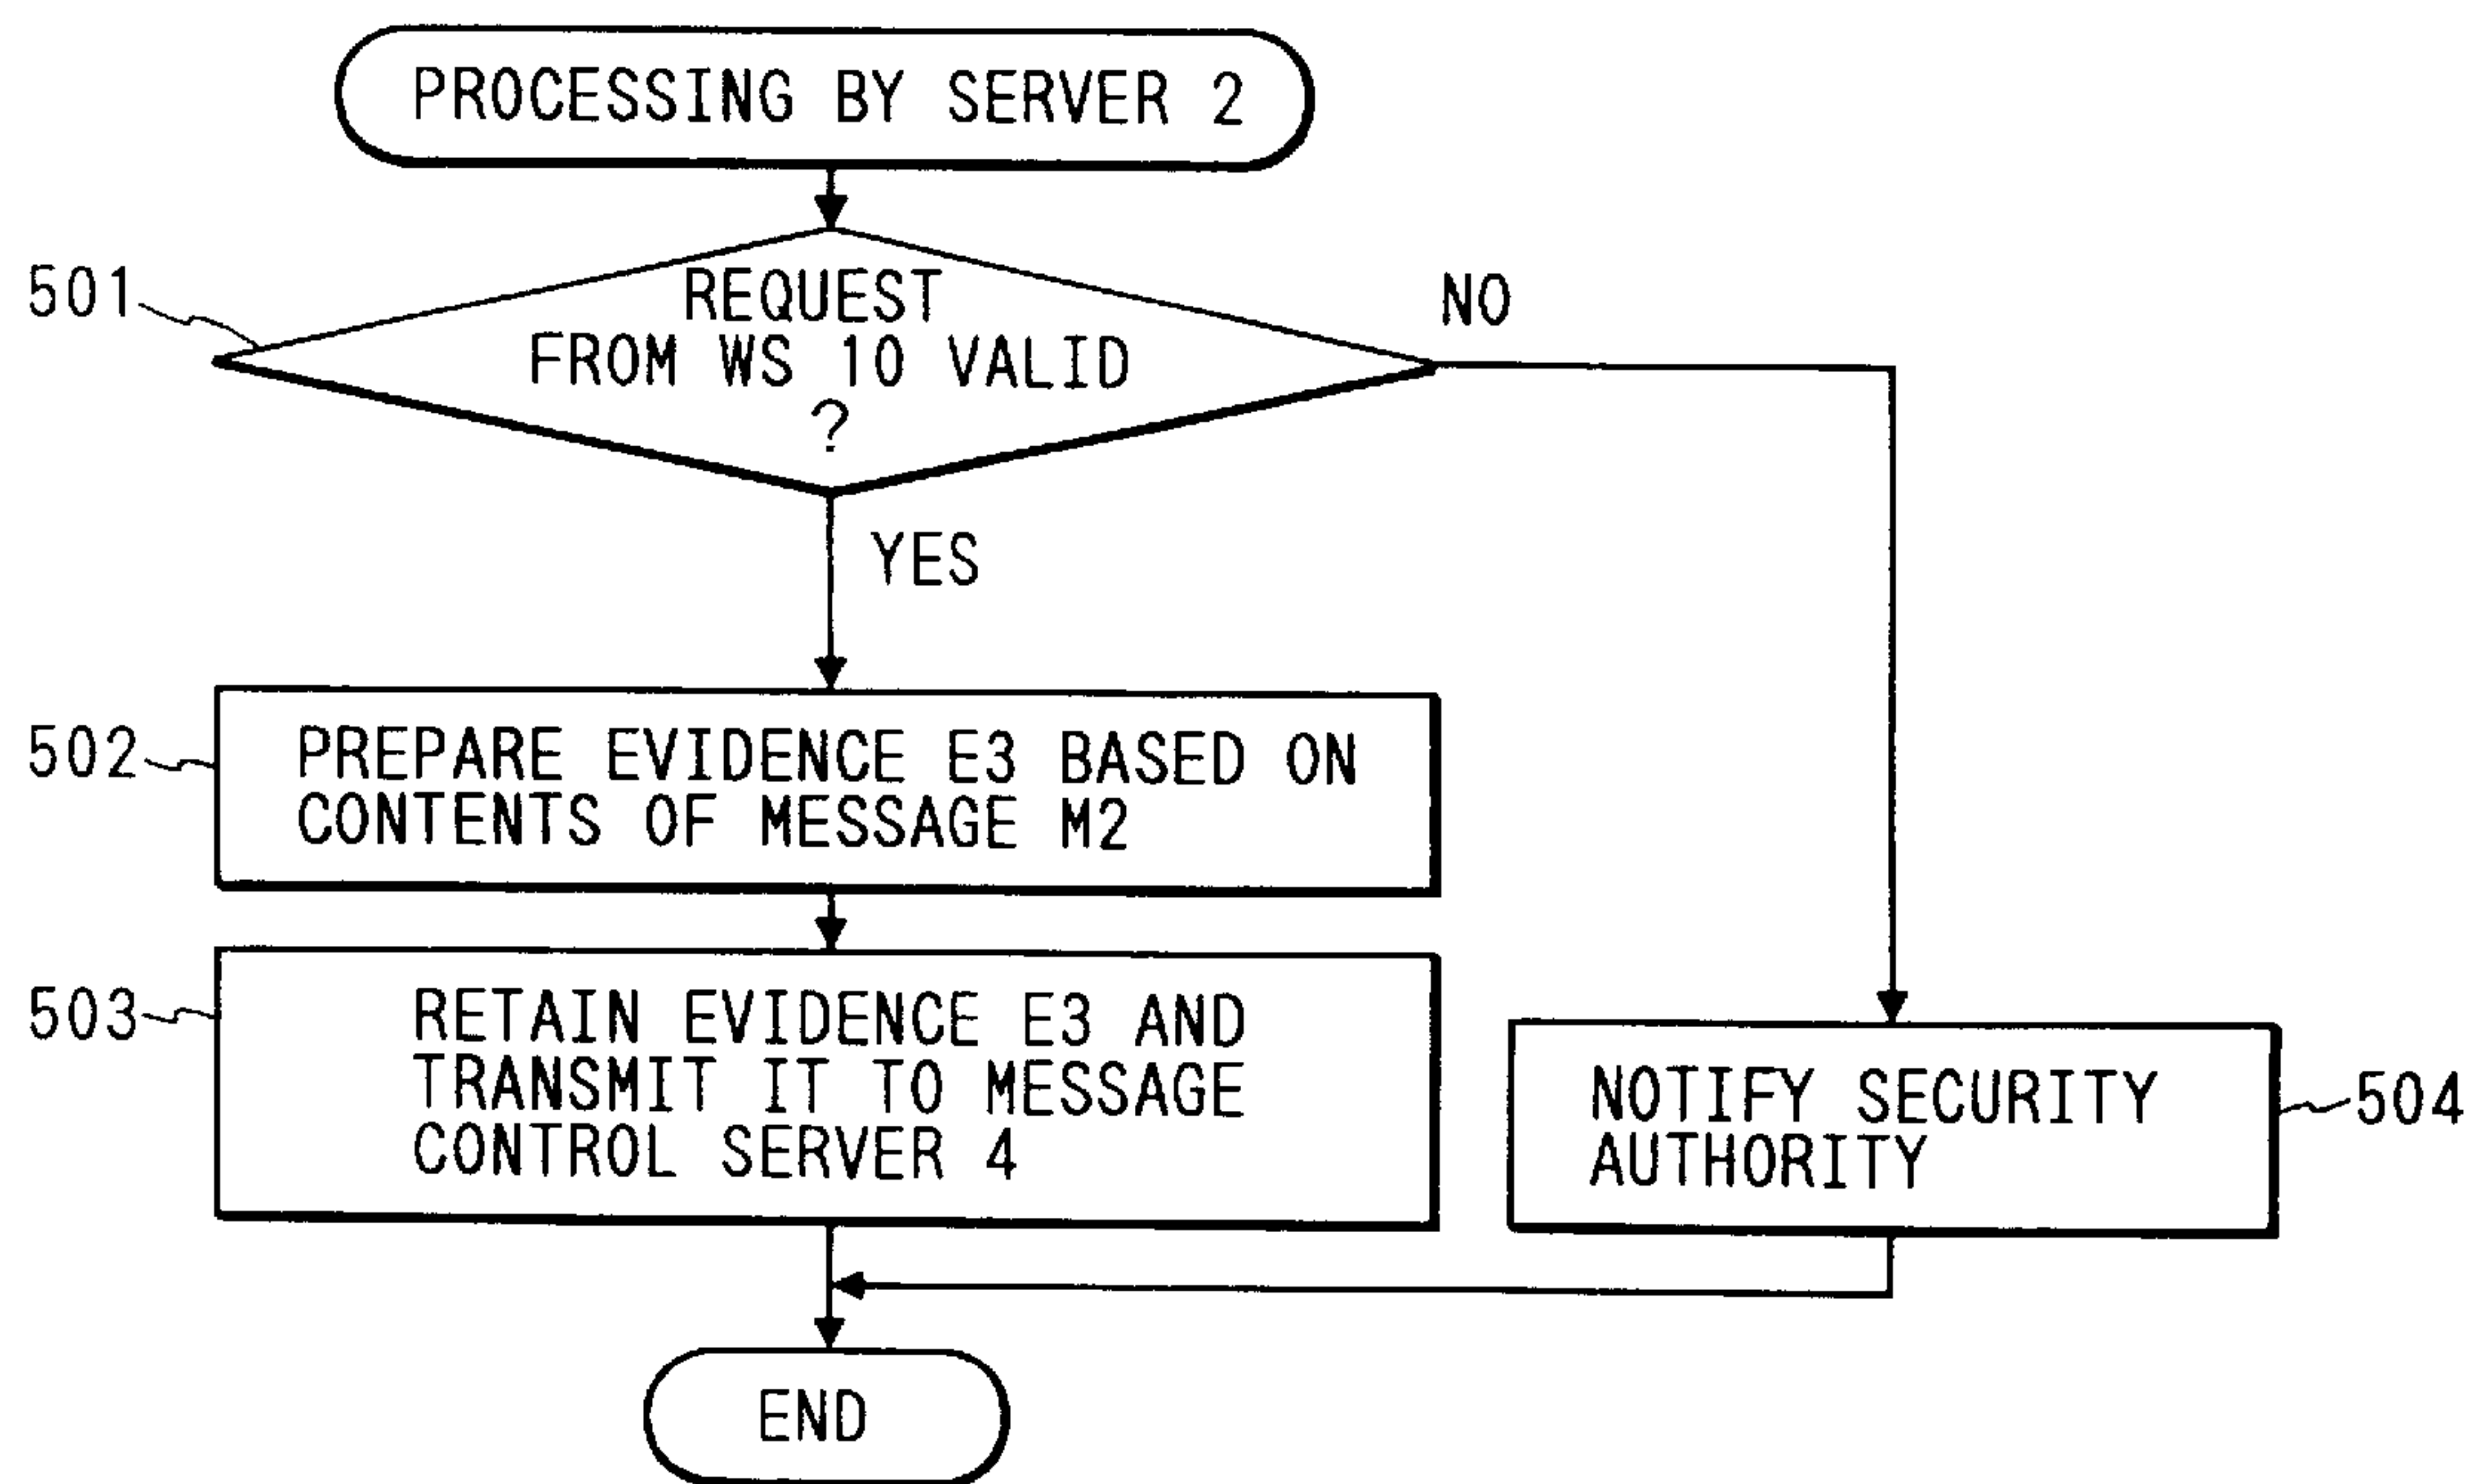 PROCESSING BY SERVER 2
501
REQUEST
FROM WS 10 VALID
?
NO
YES
502
PREPARE EVIDENCE E3 BASED ON
CONTENTS OF MESSAGE M2
503
RETAIN EVIDENCE E3 AND
TRANSMIT IT TO MESSAGE
CONTROL SERVER 4
NOTIFY SECURITY
AUTHORITY
504
END